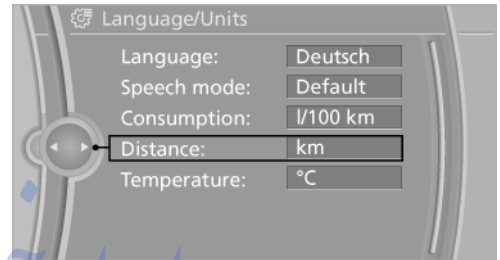 Language/Units
Language: Deutsch
Speech mode: Default
Consumption: l/100 km
Distance: km
Temperature: °C